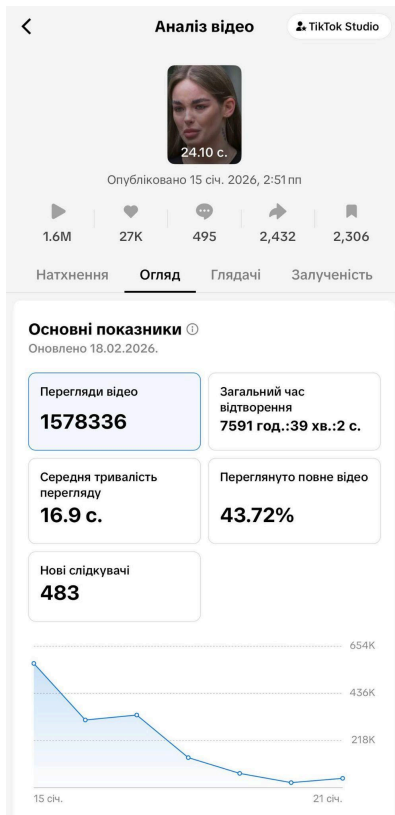 Аналіз відео
TikTok Studio
24.10 с.
Опубліковано 15 січ. 2026, 2:51 пп
1.6M 27K 495 2,432 2,306
Натхнення Огляд Глядачі Залученість
Основні показники
Оновлено 18.02.2026.
Перегляди відео
1578336
Загальний час
відтворення
7591 год.:39 хв.:2 с.
Середня тривалість
перегляду
16.9 с.
Переглянуто повне відео
43.72%
Нові слідкувачі
483
654K
436K
218K
15 січ. 21 січ.